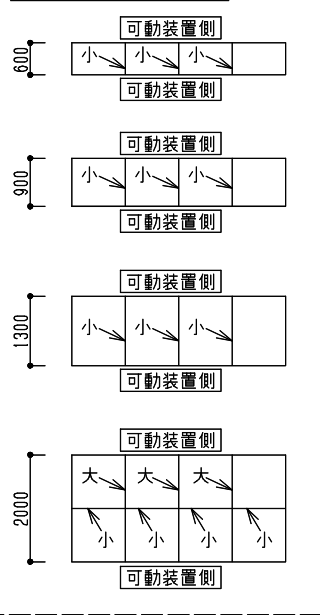 可動装置側
600
小 小 小
可動装置側
可動装置側
900
小 小 小
可動装置側
可動装置側
1300
小 小 小
可動装置側
可動装置側
大 大 大
2000
小 小 小 小
可動装置側